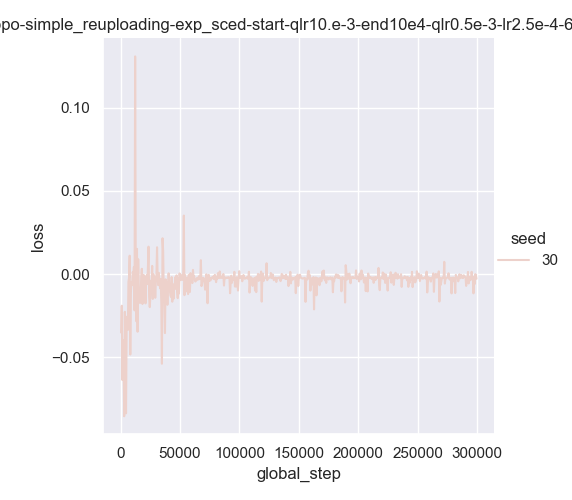 ppo-simple_reuploading-exp_sced-start-qlr10.e-3-end10e4-qlr0.5e-3-lr2.5e-4-6
0.10
0.05
0.00
−0.05
loss
0 50000 100000 150000 200000 250000 300000
global_step
seed
30